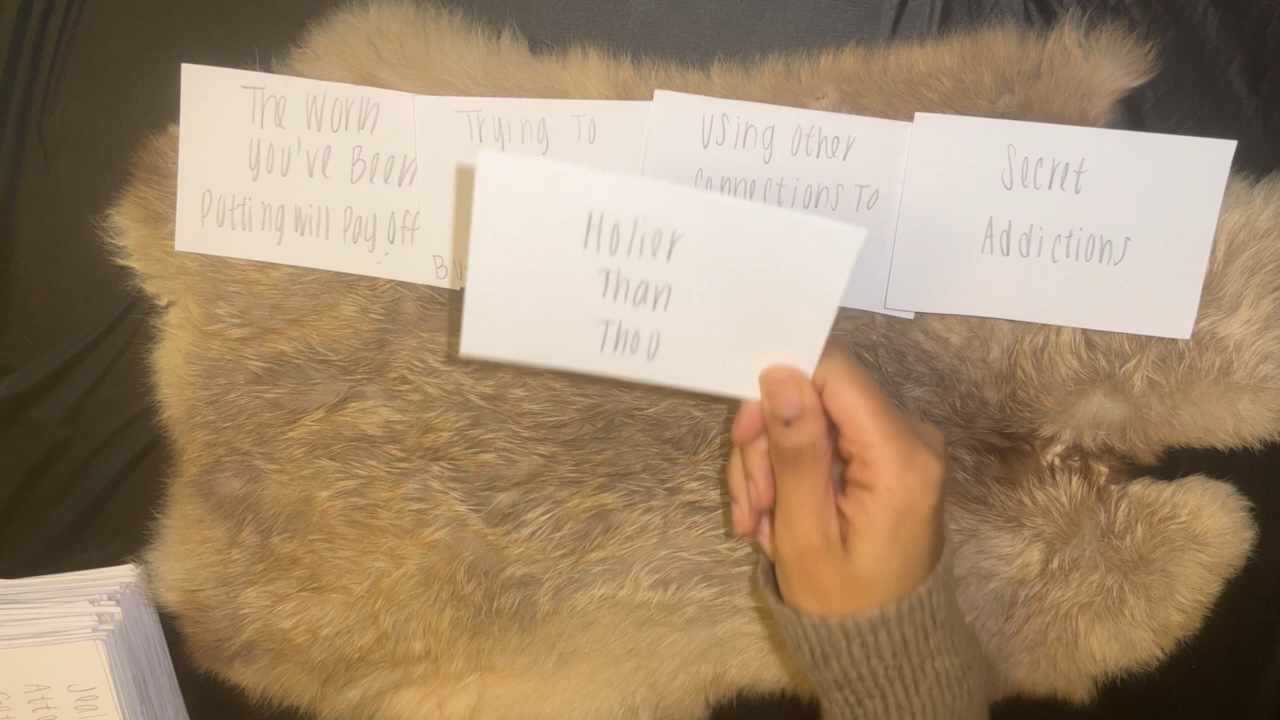 The Work
You've Been
Putting Will Pay Off
Trying To
Using Other
Connections To
Secret
Addictions
Holier
Than
Thou